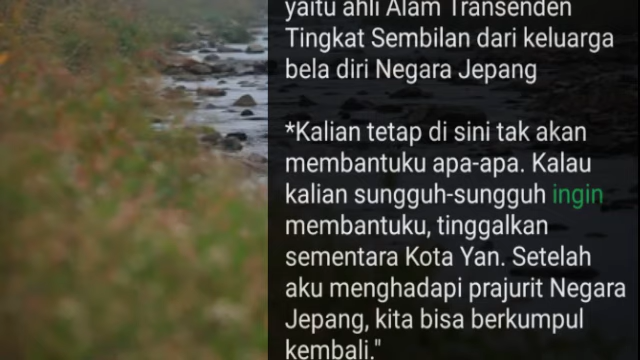 yaitu ahli Alam Transenden
Tingkat Sembilan dari keluarga
bela diri Negara Jepang
*Kalian tetap di sini tak akan
membantuku apa-apa. Kalau
kalian sungguh-sungguh ingin
membantuku, tinggalkan
sementara Kota Yan. Setelah
aku menghadapi prajurit Negara
Jepang, kita bisa berkumpul
kembali."